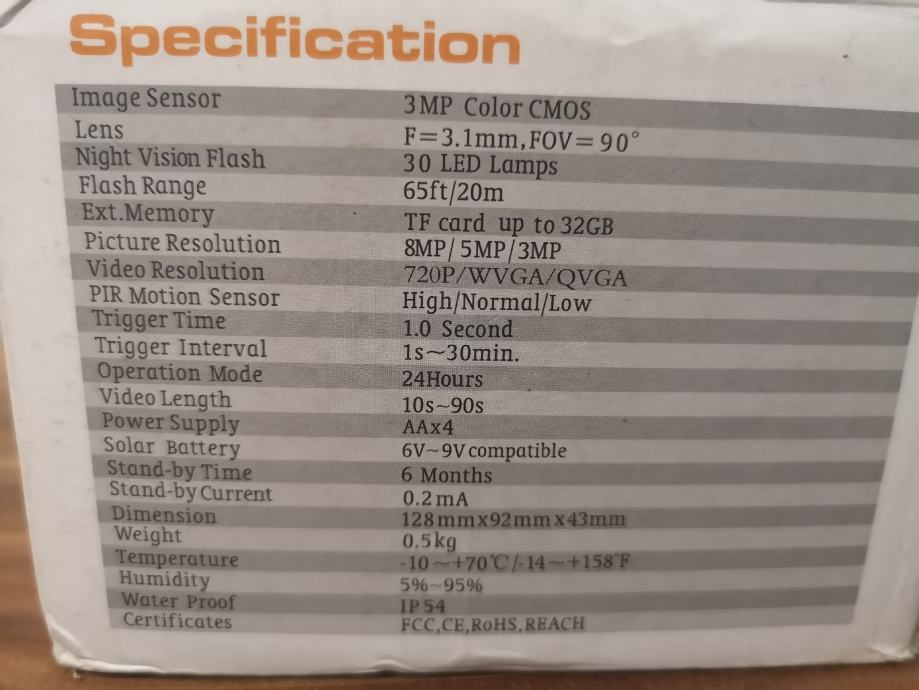 Specification
Image Sensor 3MP Color CMOS
Lens F=3.1mm,FOV=90°
Night Vision Flash 30 LED Lamps
Flash Range 65ft/20m
Ext.Memory TF card up to 32GB
Picture Resolution 8MP/5MP/3MP
Video Resolution 720P/WVGA/QVGA
PIR Motion Sensor High/Normal/Low
Trigger Time 1.0 Second
Trigger Interval 1s~30min.
Operation Mode 24Hours
Video Length 10s~90s
Power Supply AAx4
Solar Battery 6V~9V compatible
Stand-by Time 6 Months
Stand-by Current 0.2mA
Dimension 128mmx92mmx43mm
Weight 0.5kg
Temperature -10~+70℃/-14~+158℉
Humidity 5%~95%
Water Proof IP54
Certificates FCC,CE,RoHS,REACH